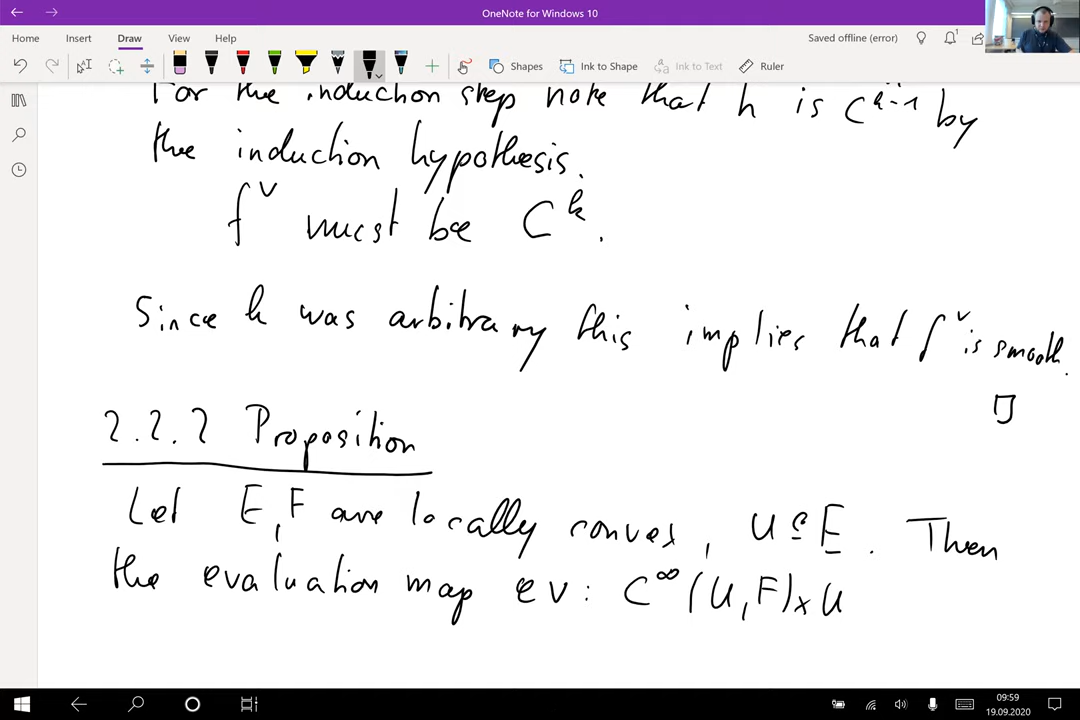 OneNote for Windows 10
Home Insert Draw View Help Saved offline (error)
Shapes Ink to Shape Ink to Text Ruler
For the induction step note that h is C^{k-1} by
the induction hypothesis.
f^∨ must be C^k.
Since k was arbitrary this implies that f^∨ is smooth.
□
2.2.2 Proposition
Let E, F are locally convex, U ⊆ E. Then
the evaluation map ev: C^∞(U,F) × U
09:59
19.09.2020